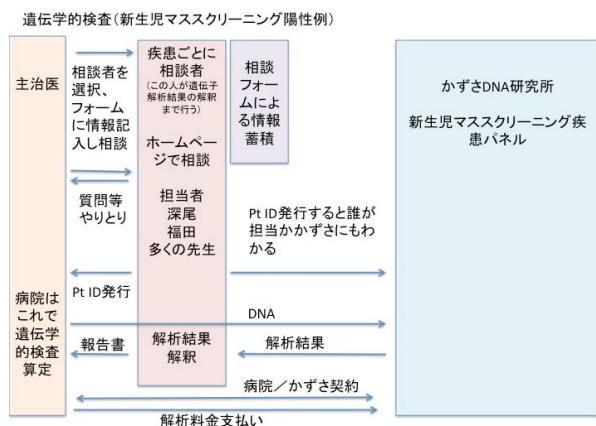 遺伝学的検査(新生児マススクリーニング陽性例)
主治医
相談者を
選択、フォ
ームに情報記
入し相談
疾患ごとに
相談者
(この人が遺伝子
解析結果の解釈
まで行う)
ホームペー
ジで相談
相談
フォー
ムによ
る情報
蓄積
かずさDNA研究所
新生児マススクリーニング疾
患パネル
質問等
やりとり
担当者
深尾
福田
多くの先生
Pt ID発行すると誰が
担当かかずさにもわ
かる
Pt ID発行
病院は
これで
遺伝学
的検査
算定
DNA
報告書
解析結果
解釈
解析結果
病院/かずさ契約
解析料金支払い